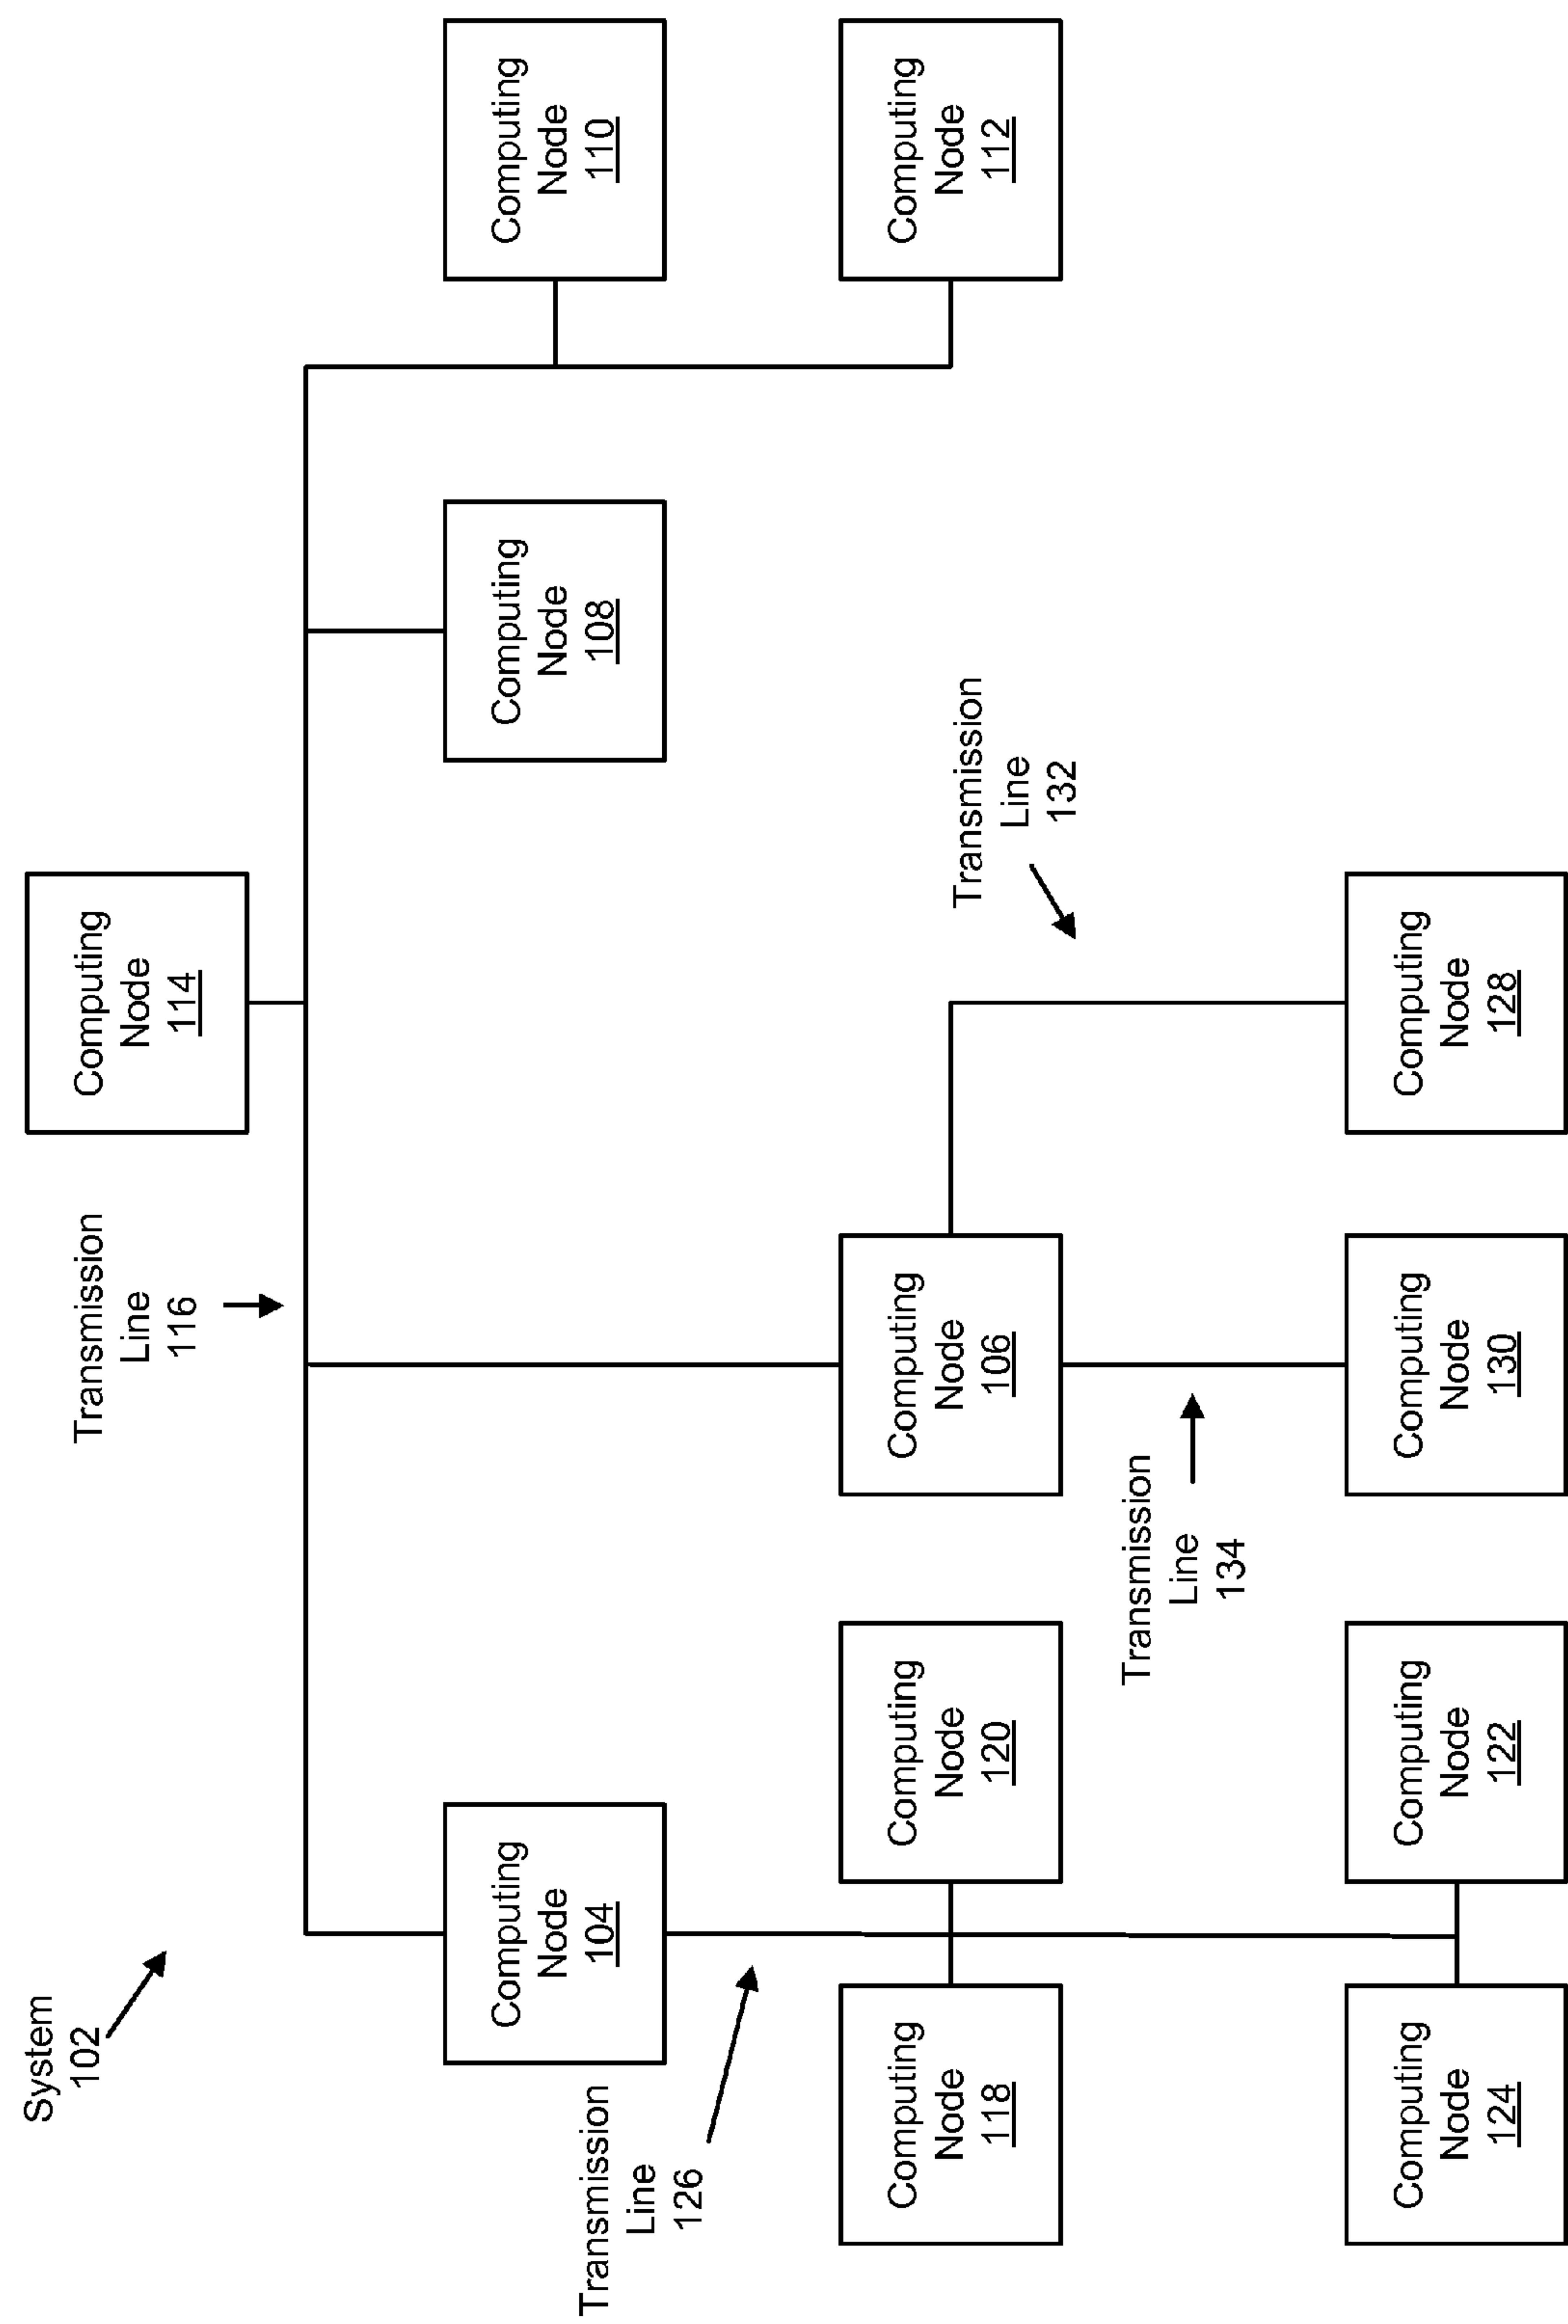 System
102
Transmission
Line
116
Computing
Node
114
Computing
Node
104
Computing
Node
108
Computing
Node
110
Transmission
Line
126
Computing
Node
118
Computing
Node
120
Computing
Node
106
Transmission
Line
132
Computing
Node
112
Transmission
Line
134
Computing
Node
124
Computing
Node
122
Computing
Node
130
Computing
Node
128